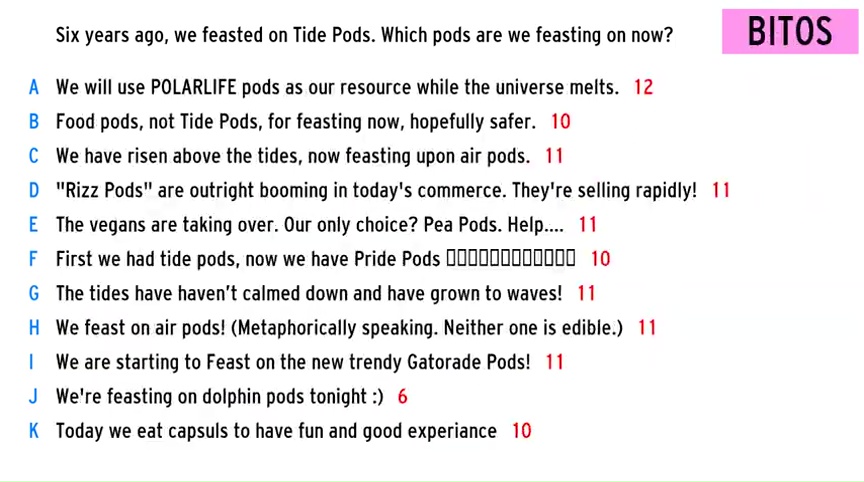 Six years ago, we feasted on Tide Pods. Which pods are we feasting on now?
BITOS
A We will use POLARLIFE pods as our resource while the universe melts. 12
B Food pods, not Tide Pods, for feasting now, hopefully safer. 10
C We have risen above the tides, now feasting upon air pods. 11
D "Rizz Pods" are outright booming in today's commerce. They're selling rapidly! 11
E The vegans are taking over. Our only choice? Pea Pods. Help.... 11
F First we had tide pods, now we have Pride Pods ▯▯▯▯▯▯▯▯▯▯▯▯ 10
G The tides have haven't calmed down and have grown to waves! 11
H We feast on air pods! (Metaphorically speaking. Neither one is edible.) 11
I We are starting to Feast on the new trendy Gatorade Pods! 11
J We're feasting on dolphin pods tonight :) 6
K Today we eat capsuls to have fun and good experiance 10